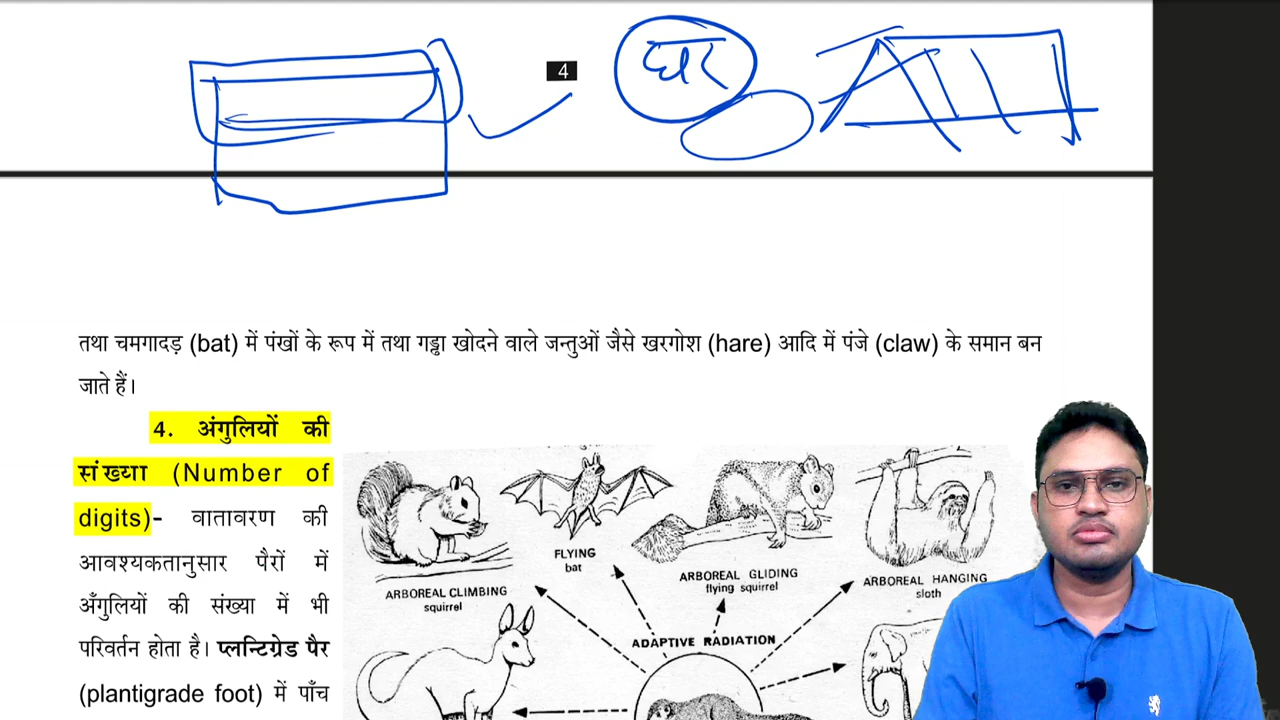 घर
4
तथा चमगादड़ (bat) में पंखों के रूप में तथा गड्ढा खोदने वाले जन्तुओं जैसे खरगोश (hare) आदि में पंजे (claw) के समान बन
जाते हैं।
4. अंगुलियों की
संख्या (Number of
digits)- वातावरण की
आवश्यकतानुसार पैरों में
अँगुलियों की संख्या में भी
परिवर्तन होता है। प्लन्टिग्रेड पैर
(plantigrade foot) में पाँच
FLYING
bat
ARBOREAL GLIDING
flying squirrel
ARBOREAL HANGING
sloth
ARBOREAL CLIMBING
squirrel
ADAPTIVE RADIATION